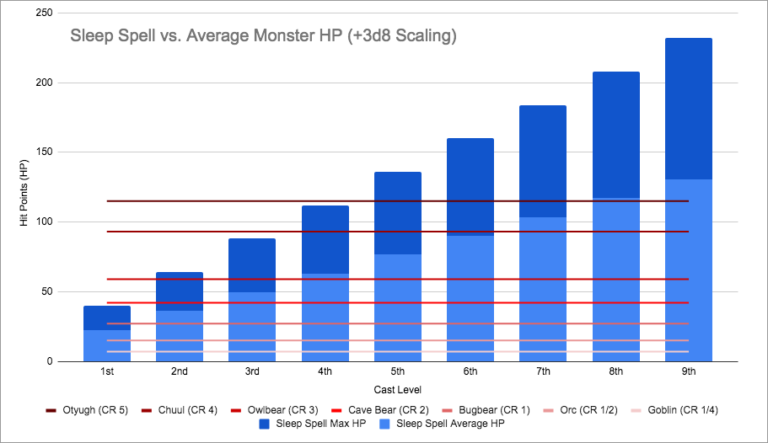 Sleep Spell vs. Average Monster HP (+3d8 Scaling)
250
200
150
100
50
0
Hit Points (HP)
1st 2nd 3rd 4th 5th 6th 7th 8th 9th
Cast Level
Otyugh (CR 5) Chuul (CR 4) Owlbear (CR 3) Cave Bear (CR 2) Bugbear (CR 1) Orc (CR 1/2) Goblin (CR 1/4)
Sleep Spell Max HP Sleep Spell Average HP